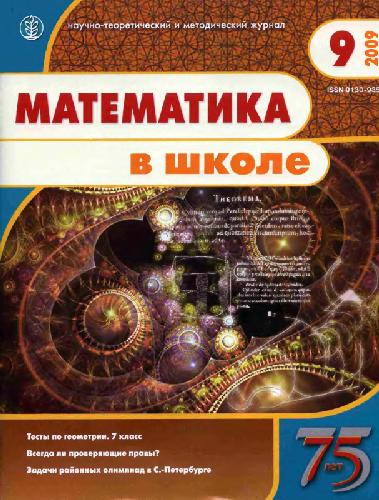 научно-теоретический и методический журнал
9
2009
ISSN 0130-935
МАТЕМАТИКА
в школе
THEOREMA.
Тесты по геометрии. 7 класс
Всегда ли проверяющие правы?
Задачи районных олимпиад в С.-Петербурге
75
лет